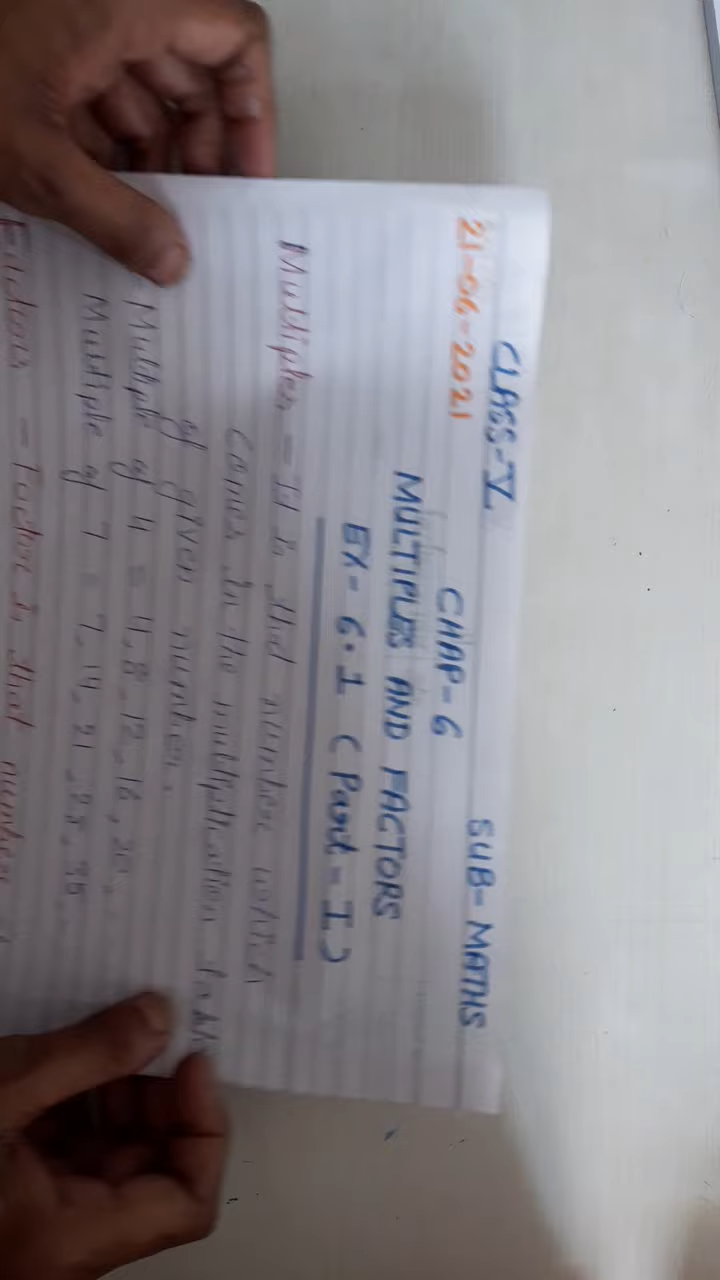 CLASS-V SUB- MATHS
21-06-2021 CHAP-6
MULTIPLES AND FACTORS
EX- 6.1 (Part-I)
Multiples - It is that number which
comes in the multiplication table
of given number.
Multiple of 4 = 4, 8, 12, 16, 20,
Multiple of 7 = 7, 14, 21, 28, 35
- factor is that number